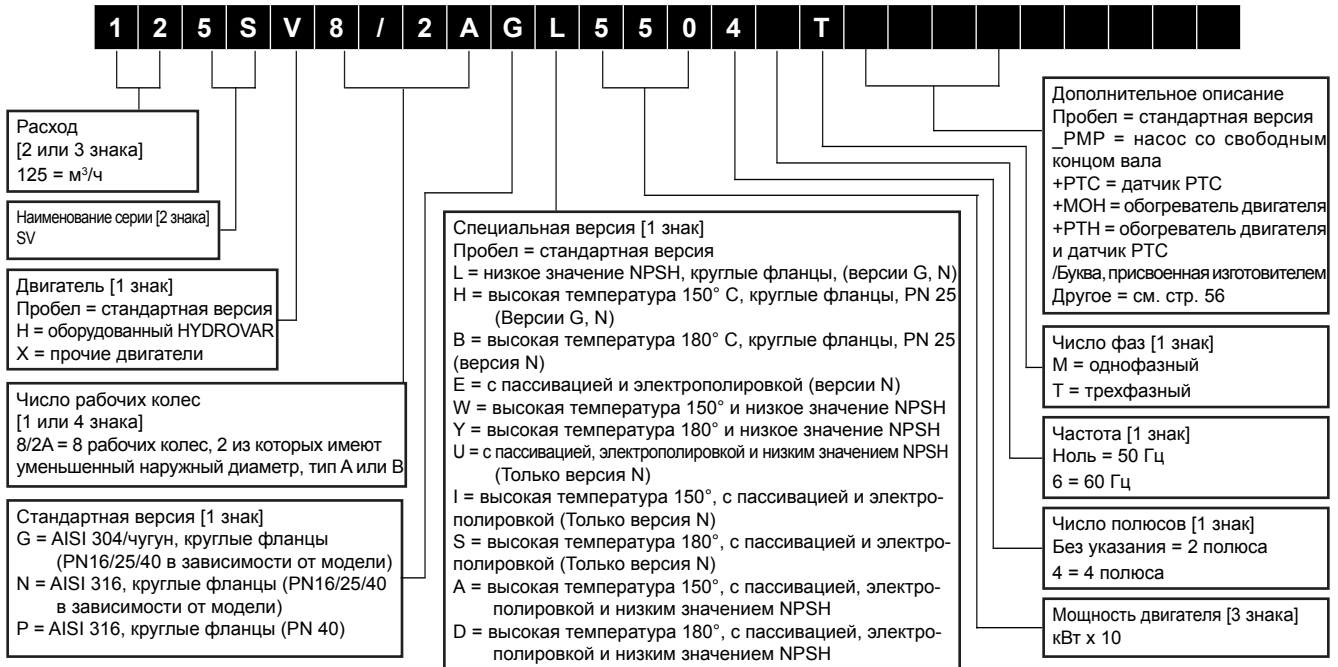 125SV8/2AGL5504 T
Расход
[2 или 3 знака]
125 = м³/ч
Наименование серии [2 знака]
SV
Двигатель [1 знак]
Пробел = стандартная версия
H = оборудованный HYDROVAR
X = прочие двигатели
Число рабочих колес
[1 или 4 знака]
8/2A = 8 рабочих колес, 2 из которых имеют
уменьшенный наружный диаметр, тип A или B
Стандартная версия [1 знак]
G = AISI 304/чугун, круглые фланцы
(PN16/25/40 в зависимости от модели)
N = AISI 316, круглые фланцы (PN16/25/40
в зависимости от модели)
P = AISI 316, круглые фланцы (PN 40)
Специальная версия [1 знак]
Пробел = стандартная версия
L = низкое значение NPSH, круглые фланцы, (версии G, N)
H = высокая температура 150° C, круглые фланцы, PN 25
(Версии G, N)
B = высокая температура 180° C, круглые фланцы, PN 25
(версия N)
E = с пассивацией и электрополировкой (версии N)
W = высокая температура 150° и низкое значение NPSH
Y = высокая температура 180° и низкое значение NPSH
U = с пассивацией, электрополировкой и низким значением NPSH
(Только версия N)
I = высокая температура 150°, с пассивацией и электро-
полировкой (Только версия N)
S = высокая температура 180°, с пассивацией и электро-
полировкой (Только версия N)
A = высокая температура 150°, с пассивацией, электро-
полировкой и низким значением NPSH
D = высокая температура 180°, с пассивацией, электро-
полировкой и низким значением NPSH
Дополнительное описание
Пробел = стандартная версия
_PMP = насос со свободным
концом вала
+PTC = датчик PTC
+MOH = обогреватель двигателя
+PTH = обогреватель двигателя
и датчик PTC
/Буква, присвоенная изготовителем
Другое = см. стр. 56
Число фаз [1 знак]
M = однофазный
T = трехфазный
Частота [1 знак]
Ноль = 50 Гц
6 = 60 Гц
Число полюсов [1 знак]
Без указания = 2 полюса
4 = 4 полюса
Мощность двигателя [3 знака]
кВт x 10